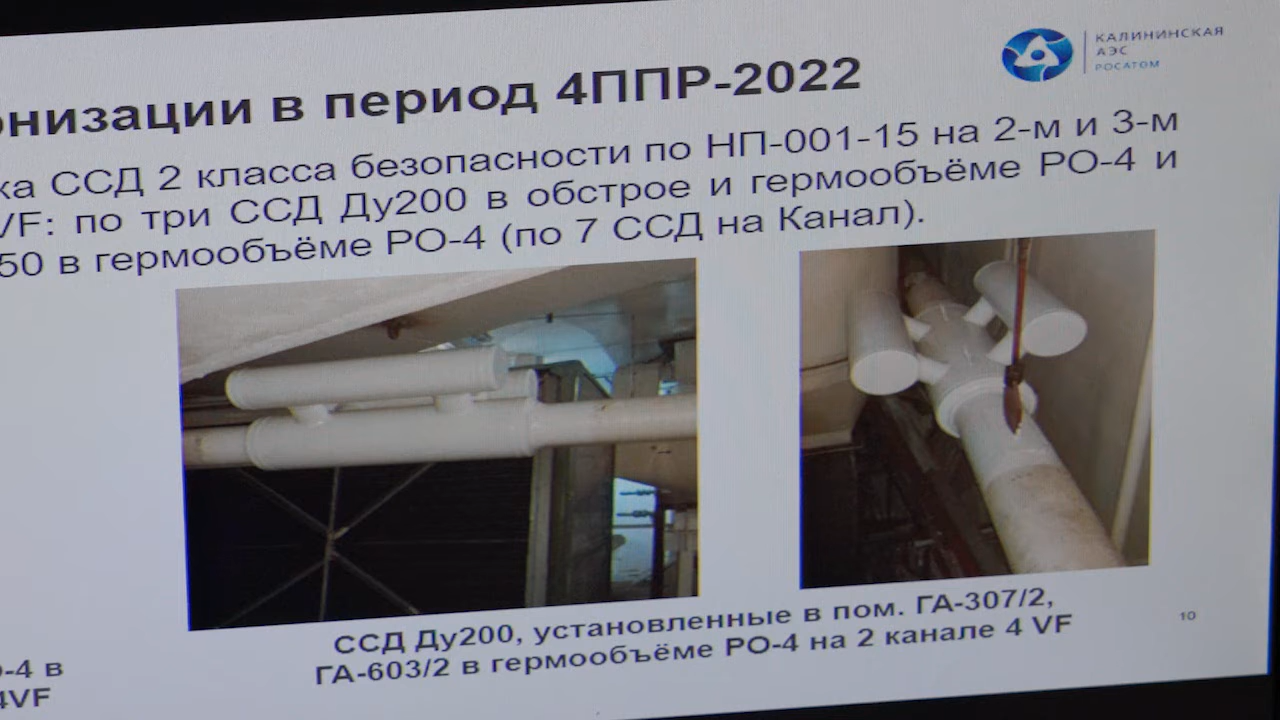 КАЛИНИНСКАЯ
АЭС
РОСАТОМ
онизации в период 4ППР-2022
ка ССД 2 класса безопасности по НП-001-15 на 2-м и 3-м
VF: по три ССД Ду200 в обстрое и гермообъёме РО-4 и
50 в гермообъёме РО-4 (по 7 ССД на Канал).
ССД Ду200, установленные в пом. ГА-307/2,
ГА-603/2 в гермообъёме РО-4 на 2 канале 4 VF
10
-4 в
4VF